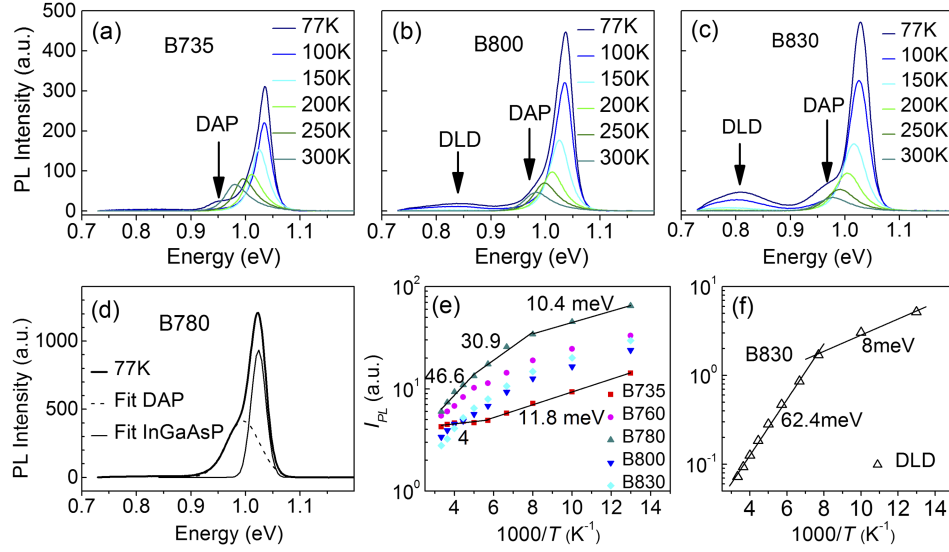 (a)
B735
77K
100K
150K
200K
250K
300K
DAP
PL Intensity (a.u.)
500
400
300
200
100
0
0.7 0.8 0.9 1.0 1.1
Energy (eV)
(b)
B800
77K
100K
150K
200K
250K
300K
DLD
DAP
0.7 0.8 0.9 1.0 1.1
Energy (eV)
(c)
B830
77K
100K
150K
200K
250K
300K
DLD
DAP
0.7 0.8 0.9 1.0 1.1
Energy (eV)
(d)
B780
77K
Fit DAP
Fit InGaAsP
PL Intensity (a.u.)
1200
800
400
0
0.7 0.8 0.9 1.0 1.1
Energy (eV)
(e)
10.4 meV
30.9
46.6
11.8 meV
4
B735
B760
B780
B800
B830
I_PL (a.u.)
10²
10¹
10⁰
4 6 8 10 12 14
1000/T (K⁻¹)
(f)
B830
8meV
62.4meV
DLD
10¹
10⁰
10⁻¹
4 6 8 10 12 14
1000/T (K⁻¹)